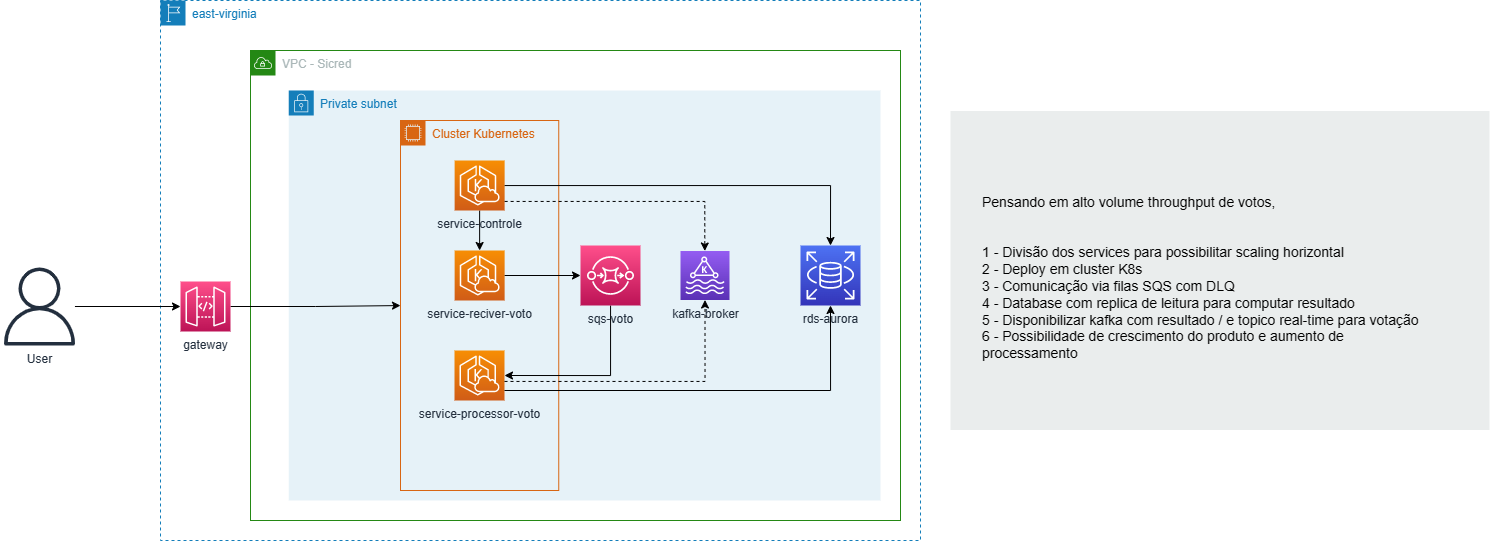 east-virginia
VPC - Sicred
Private subnet
Cluster Kubernetes
service-controle
service-reciver-voto
sqs-voto
kafka-broker
rds-aurora
service-processor-voto
User
gateway
Pensando em alto volume throughput de votos,
1 - Divisão dos services para possibilitar scaling horizontal
2 - Deploy em cluster K8s
3 - Comunicação via filas SQS com DLQ
4 - Database com replica de leitura para computar resultado
5 - Disponibilizar kafka com resultado / e topico real-time para votação
6 - Possibilidade de crescimento do produto e aumento de
processamento